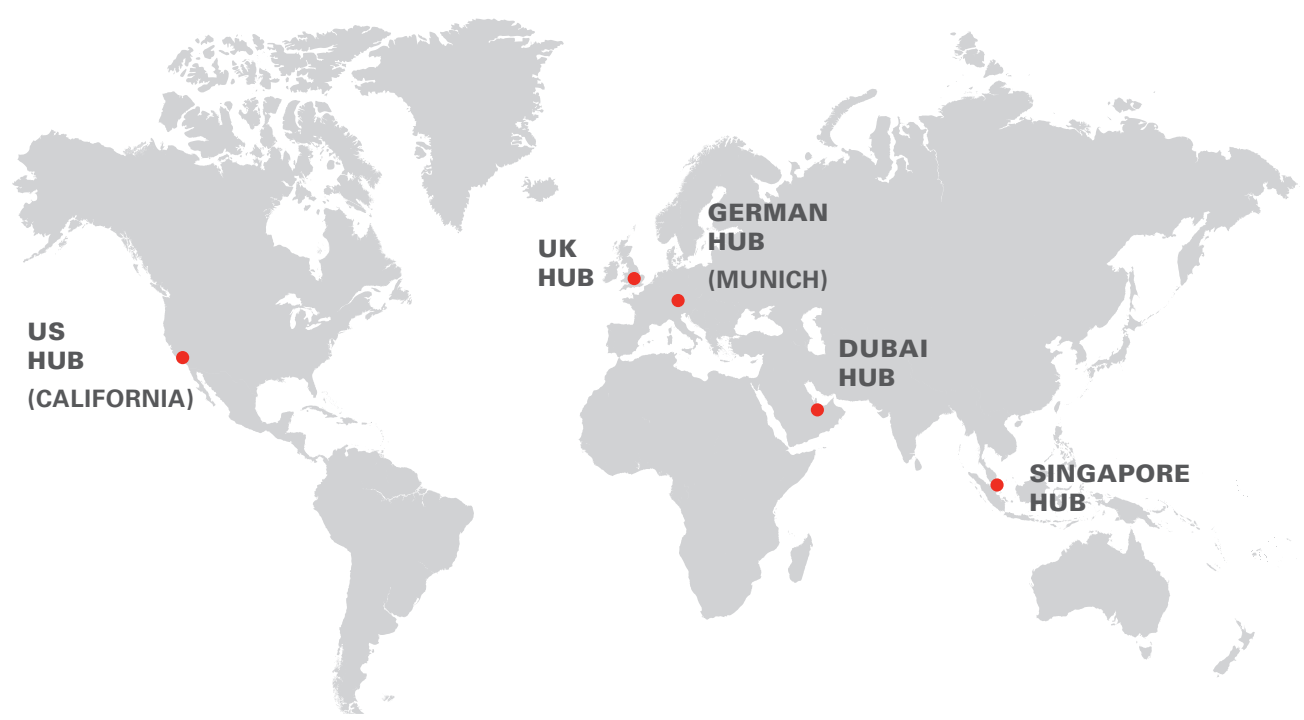 GERMAN
HUB
(MUNICH)
UK
HUB
US
HUB
(CALIFORNIA)
DUBAI
HUB
SINGAPORE
HUB